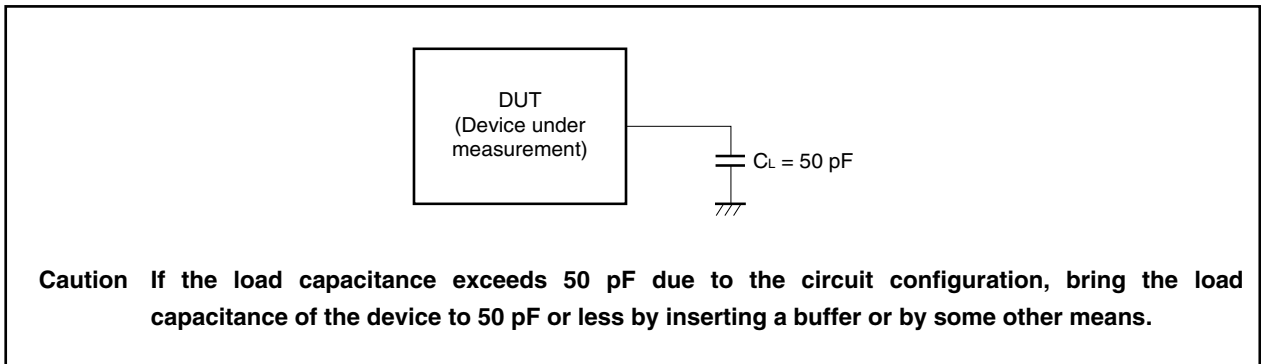 DUT
(Device under
measurement)
CL = 50 pF
Caution If the load capacitance exceeds 50 pF due to the circuit configuration, bring the load
capacitance of the device to 50 pF or less by inserting a buffer or by some other means.